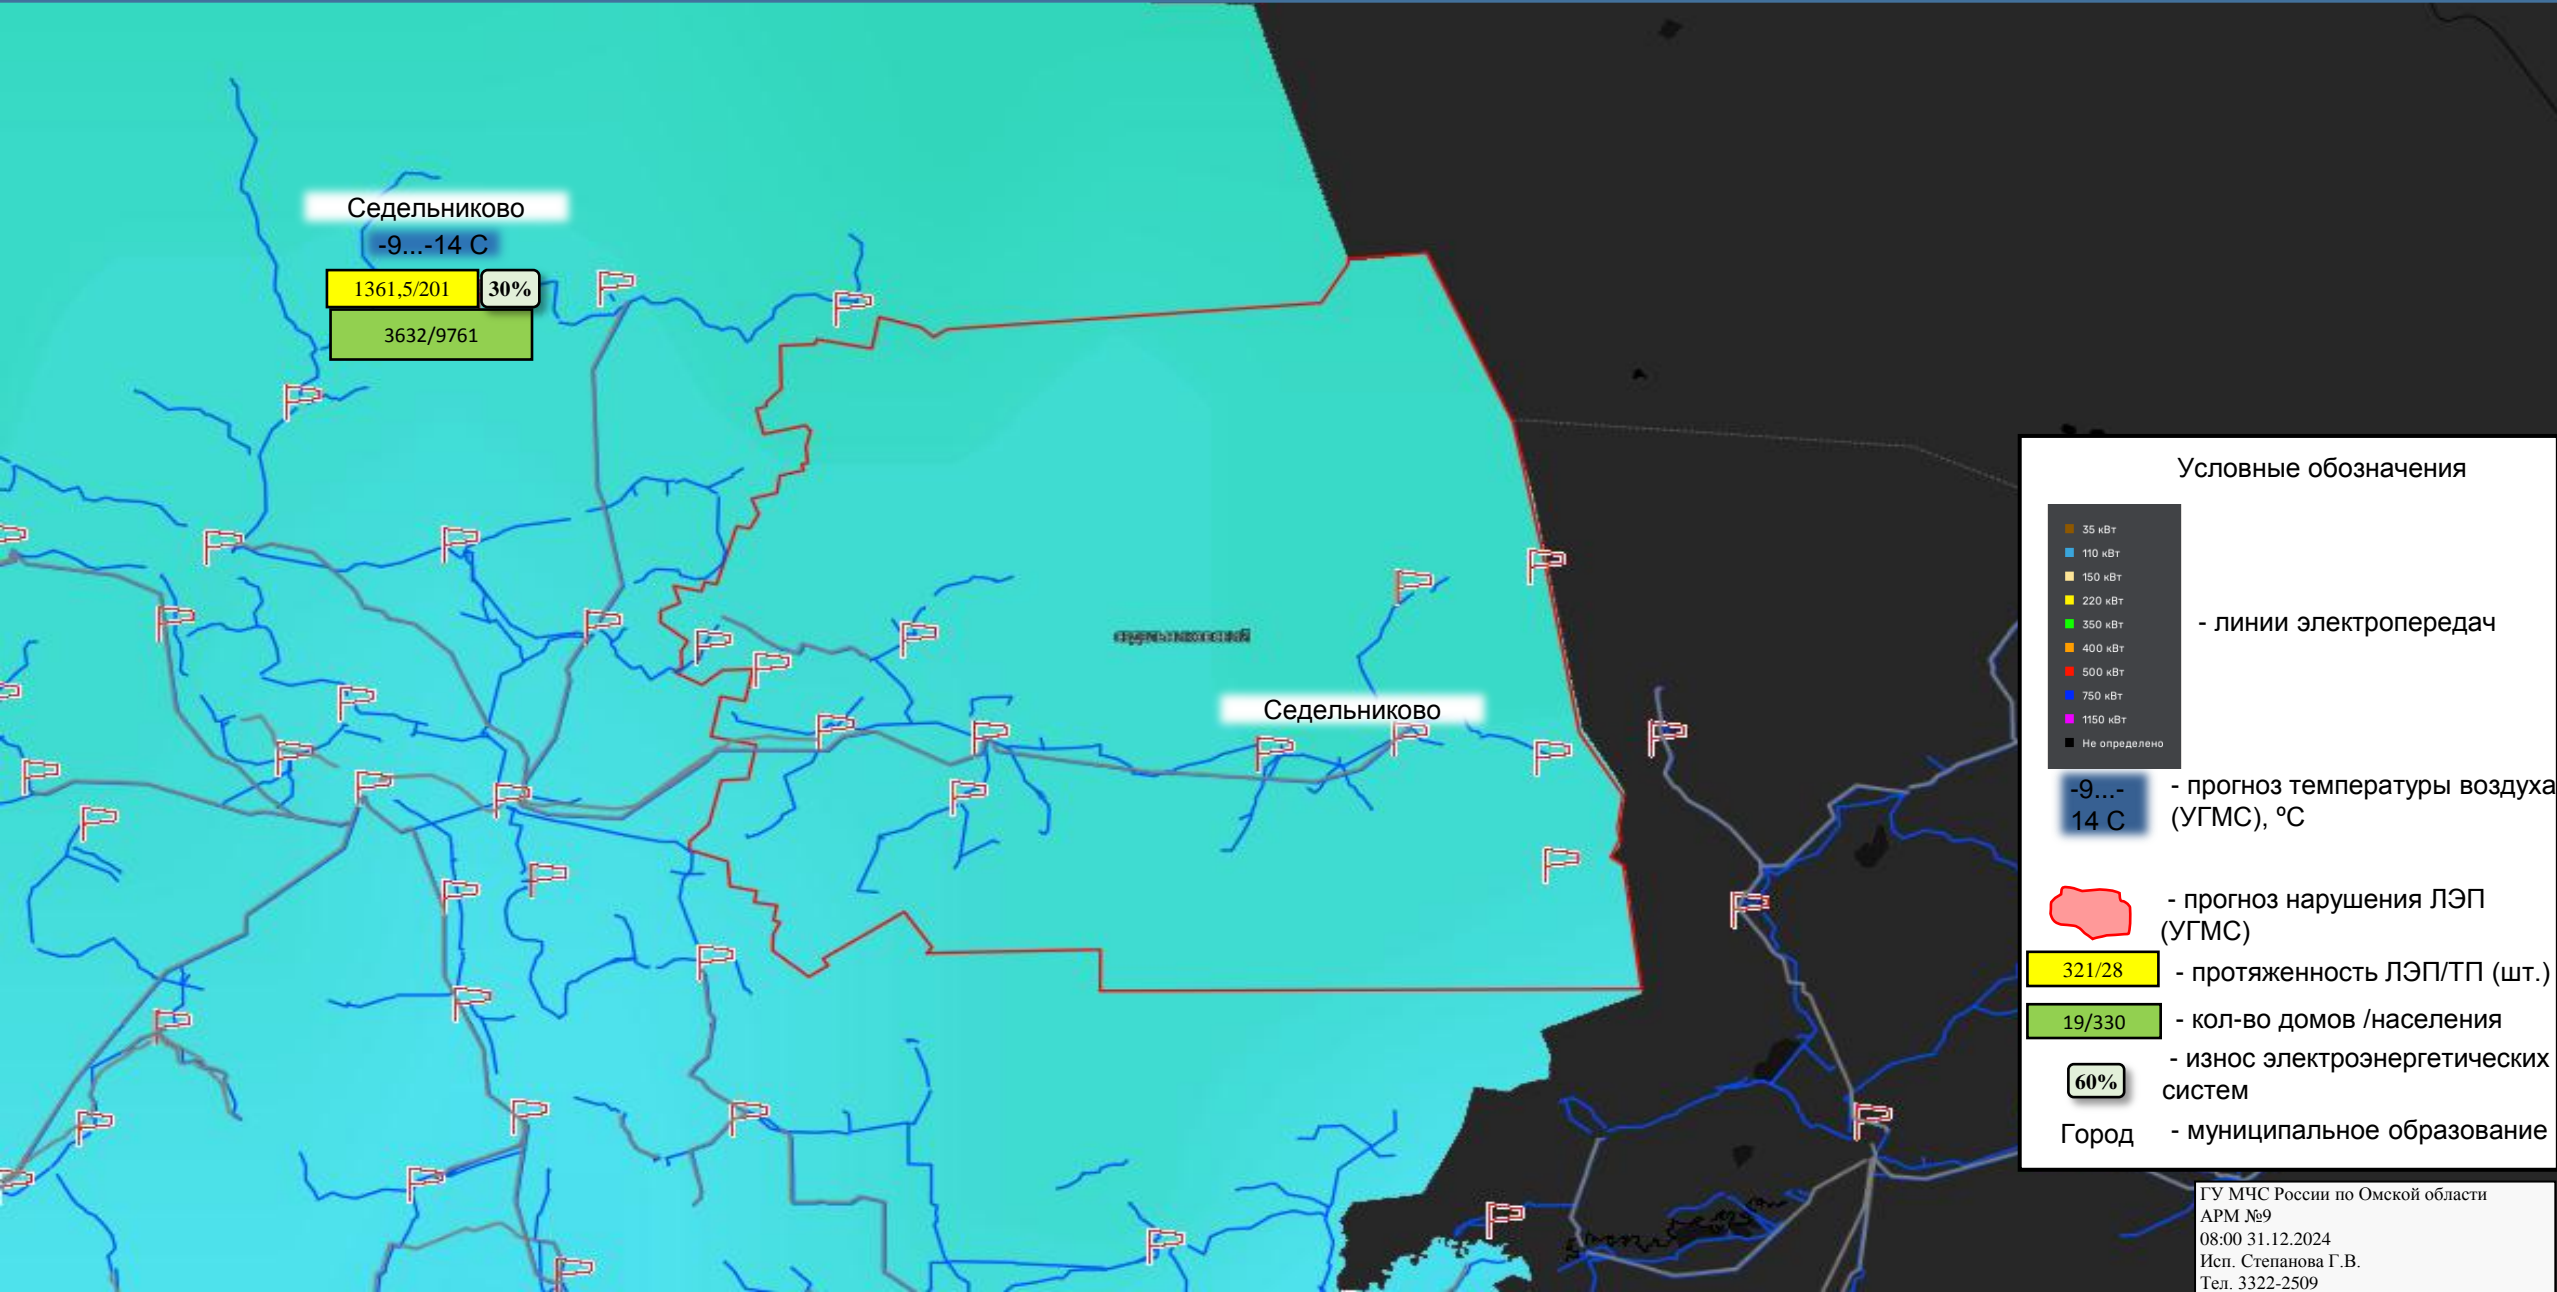 Седельниково
-9...-14 С
1361,5/201
30%
3632/9761
Седельниково
Условные обозначения
35 кВт
110 кВт
150 кВт
220 кВт
350 кВт
400 кВт
500 кВт
750 кВт
1150 кВт
Не определено
- линии электропередач
-9...-
14 С
- прогноз температуры воздуха
(УГМС), ºС
- прогноз нарушения ЛЭП
(УГМС)
321/28
- протяженность ЛЭП/ТП (шт.)
19/330
- кол-во домов /населения
60%
- износ электроэнергетических
систем
Город
- муниципальное образование
ГУ МЧС России по Омской области
АРМ №9
08:00 31.12.2024
Исп. Степанова Г.В.
Тел. 3322-2509